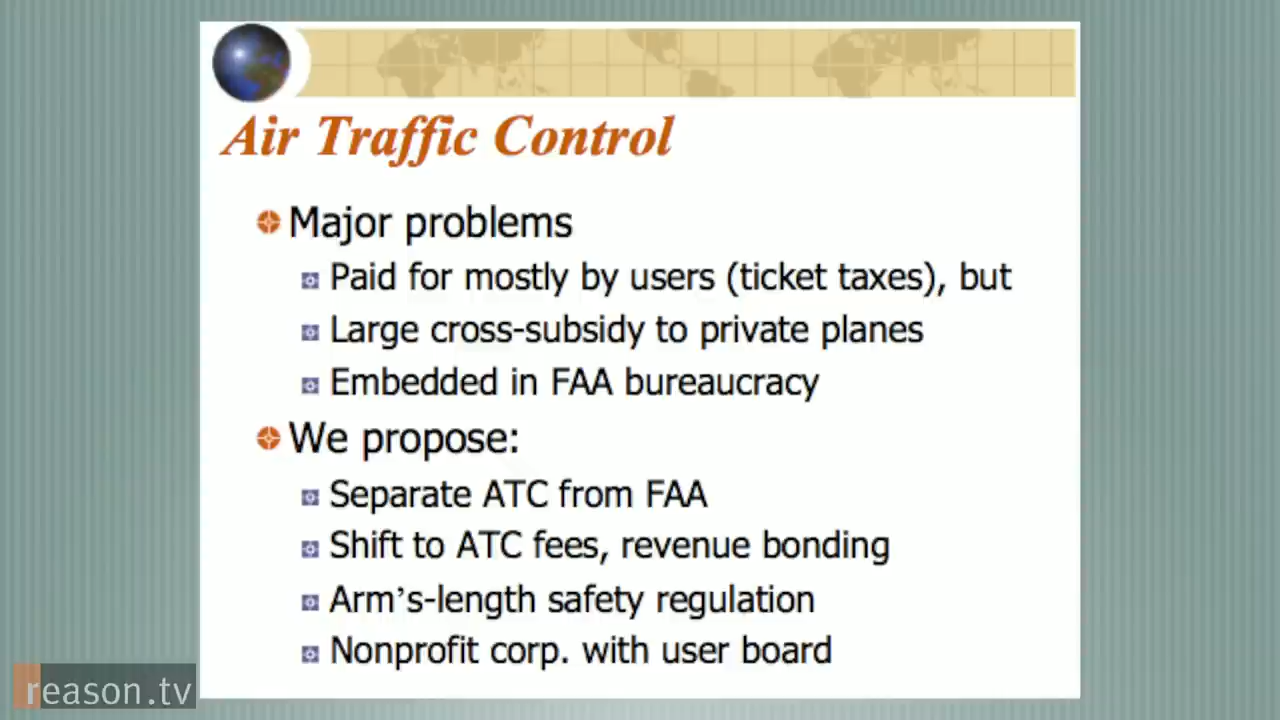 Air Traffic Control
Major problems
Paid for mostly by users (ticket taxes), but
Large cross-subsidy to private planes
Embedded in FAA bureaucracy
We propose:
Separate ATC from FAA
Shift to ATC fees, revenue bonding
Arm’s-length safety regulation
Nonprofit corp. with user board
reason.tv